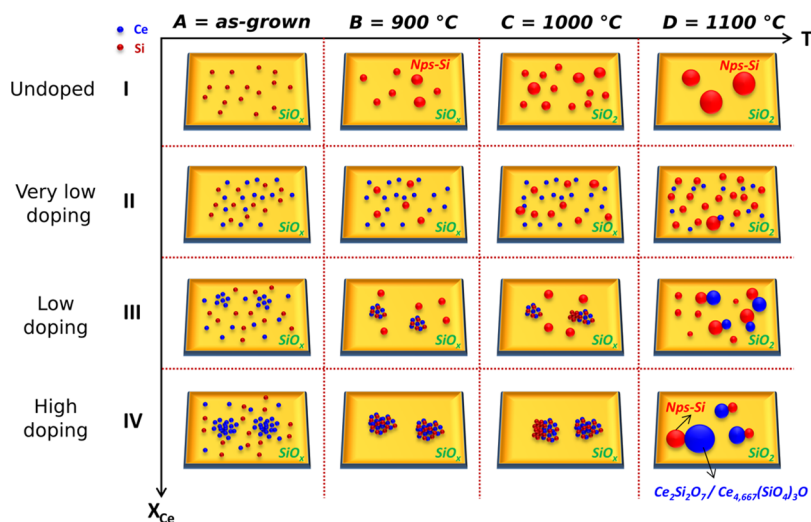 A = as-grown B = 900 °C C = 1000 °C D = 1100 °C
T
Ce
Si
Undoped I
Nps-Si
Nps-Si
SiOₓ
SiOₓ
SiO₂
SiO₂
Very low
doping
II
SiOₓ
SiOₓ
SiOₓ
SiO₂
Low
doping
III
SiOₓ
SiOₓ
SiOₓ
SiO₂
High
doping
IV
Nps-Si
SiOₓ
SiOₓ
SiOₓ
SiO₂
Ce₂Si₂O₇ / Ce₄,₆₆₇(SiO₄)₃O
X_Ce